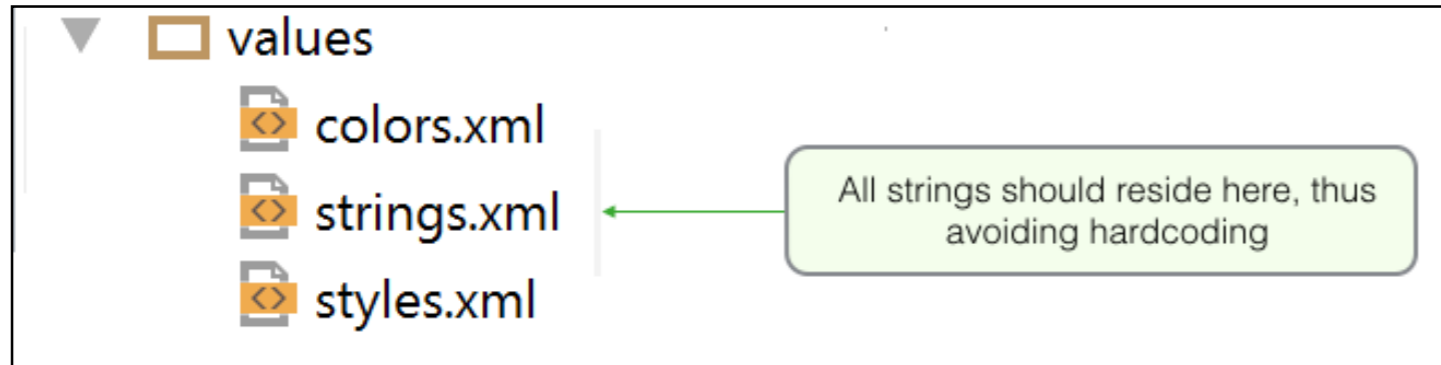 values
colors.xml
strings.xml
All strings should reside here, thus
avoiding hardcoding
styles.xml